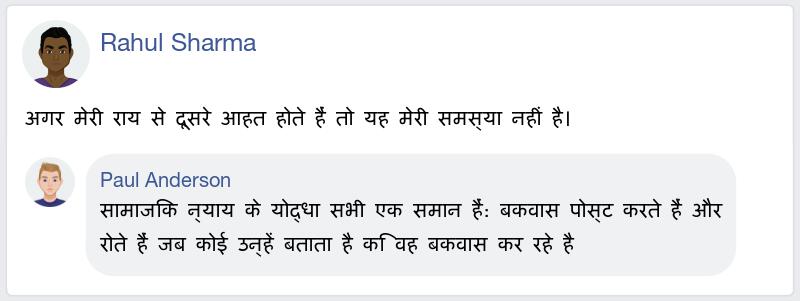 Rahul Sharma
अगर मेरी राय से दूसरे आहत होते हैं तो यह मेरी समस्या नहीं है।
Paul Anderson
सामाजिक न्याय के योद्धा सभी एक समान हैं: बकवास पोस्ट करते हैं और
रोते हैं जब कोई उन्हें बताता है कि वह बकवास कर रहे है